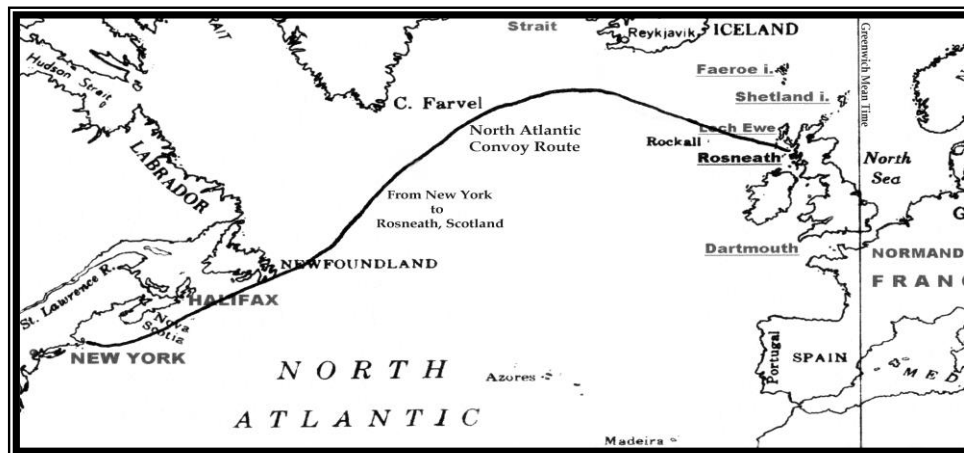 Strait
RAIT
Reykjavik
ICELAND
Hudson Strait
Faeroe i.
Greenwich Mean Time
C. Farvel
Shetland i.
North Atlantic
Convoy Route
Loch Ewe
Rockall
Rosneath
North
Sea
LABRADOR
From New York
to
Rosneath, Scotland
Dartmouth
NORMAND
NEWFOUNDLAND
FRANC
St. Lawrence R.
HALIFAX
Nova
Scotia
NEW YORK
NORTH
ATLANTIC
Azores
Portugal
SPAIN
MED
Madeira
G